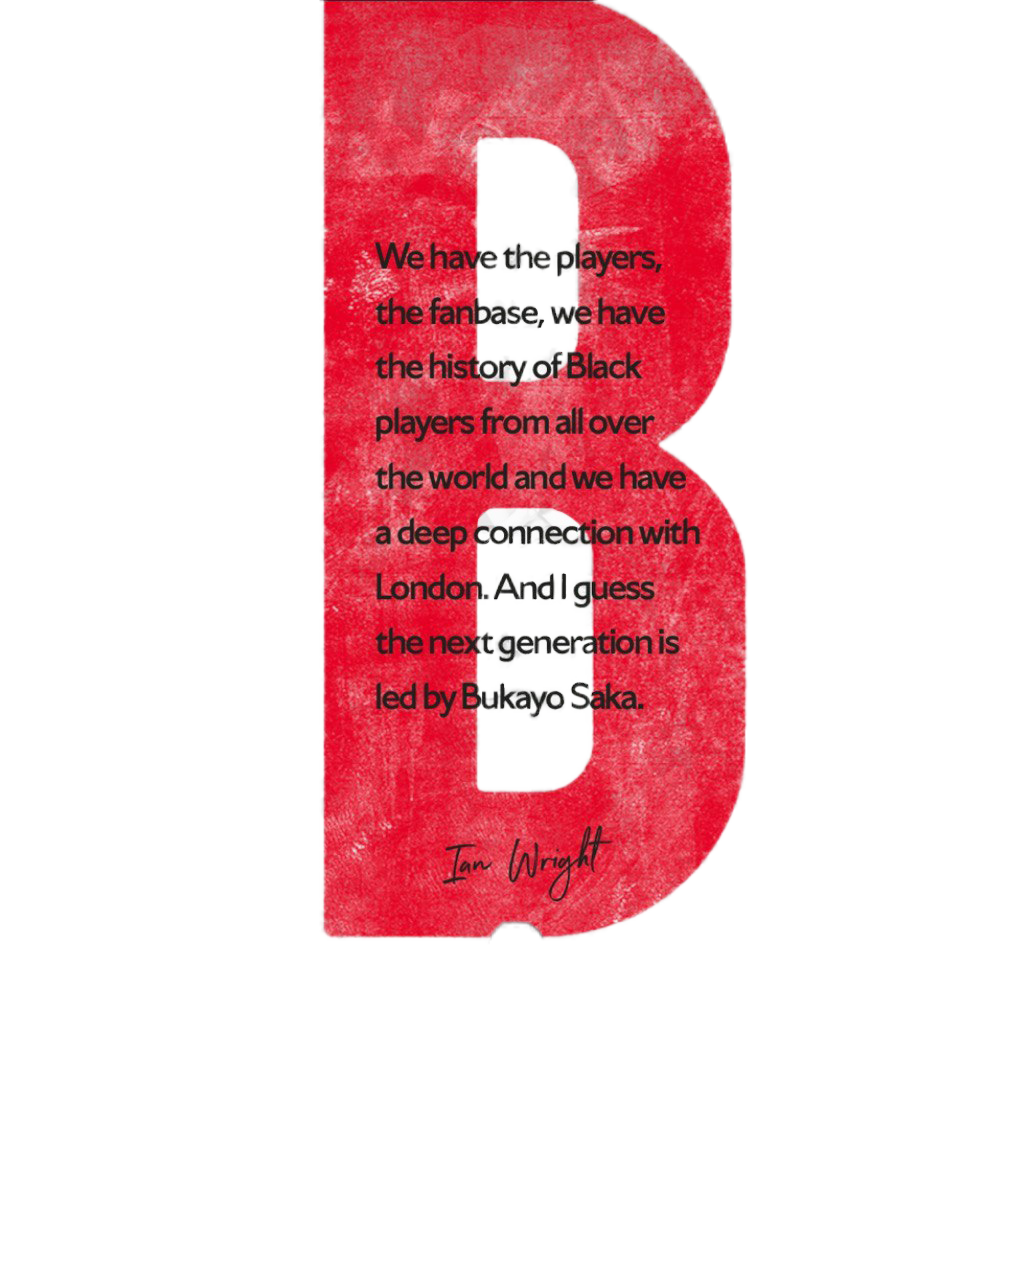 B
We have the players,
the fanbase, we have
the history of Black
players from all over
the world and we have
a deep connection with
London. And I guess
the next generation is
led by Bukayo Saka.
Ian Wright